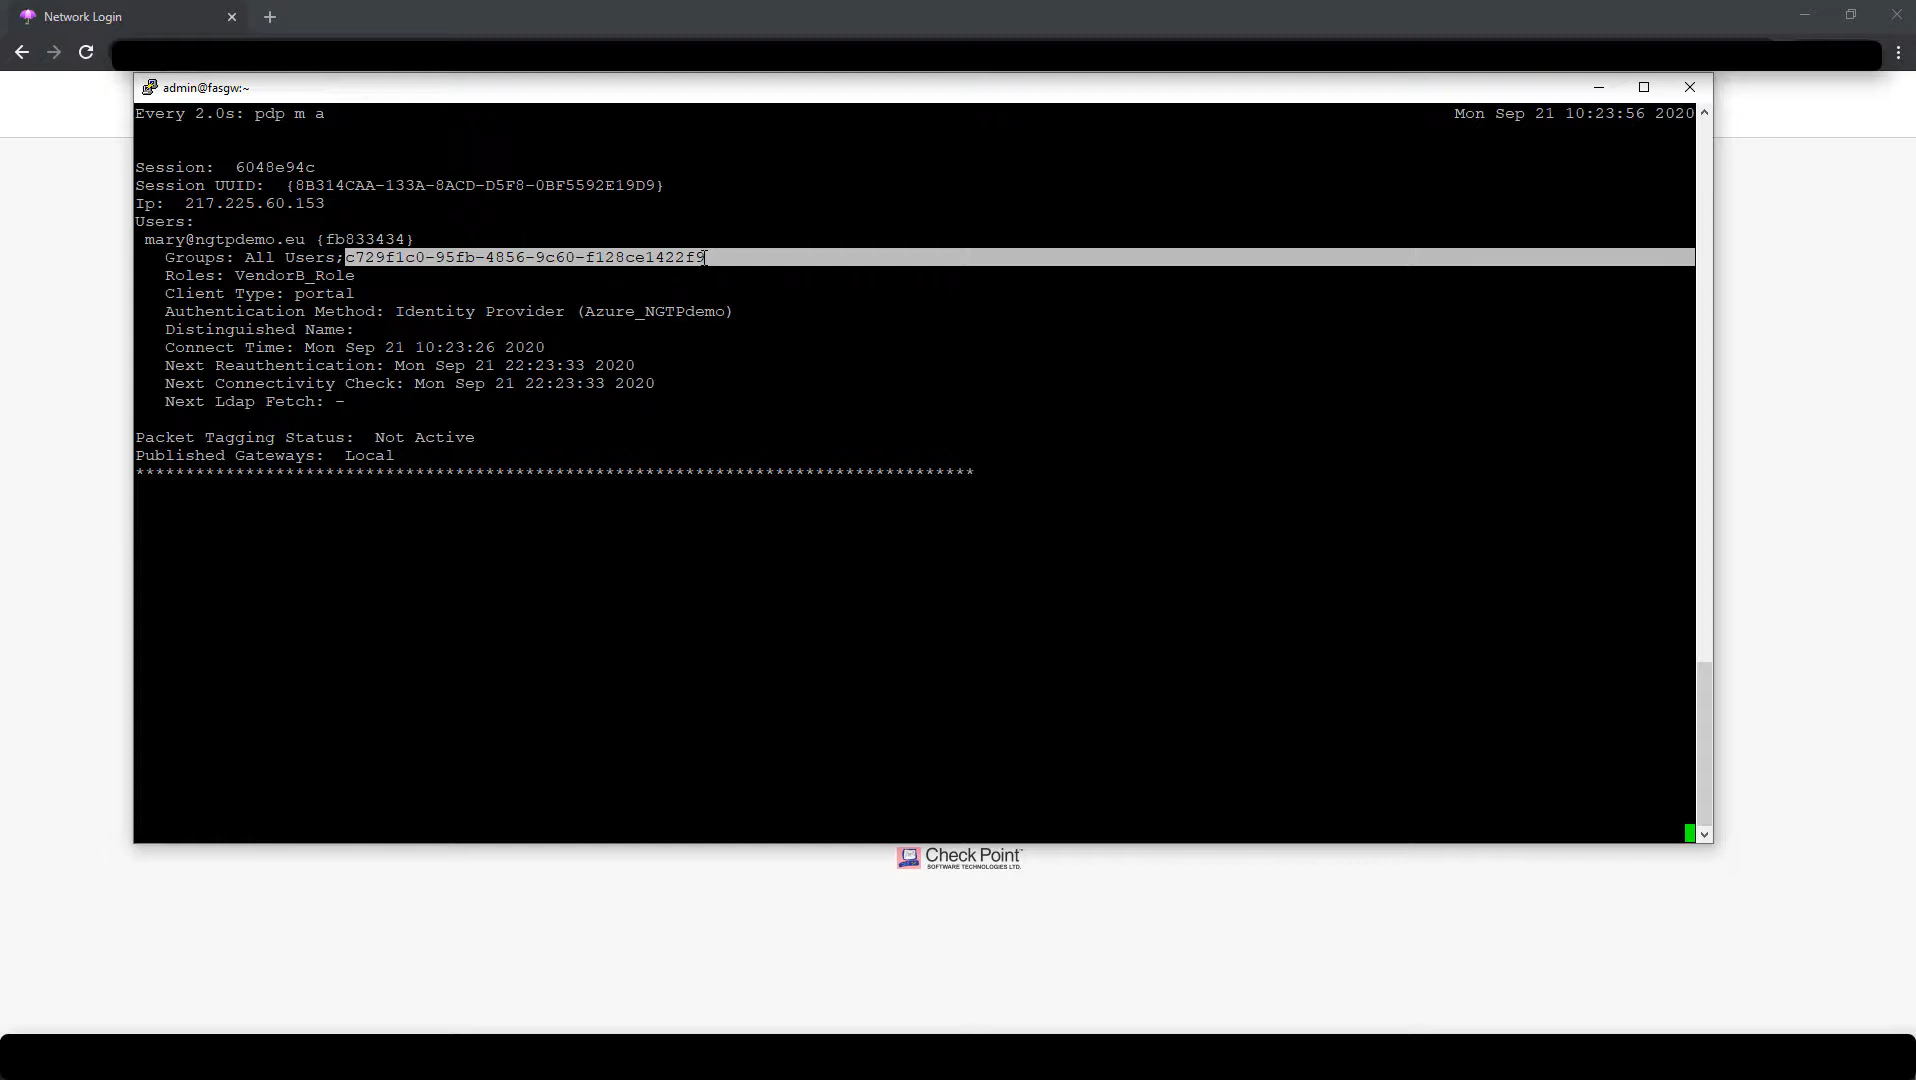 Network Login
admin@fasgw:~
Every 2.0s: pdp m a
Mon Sep 21 10:23:56 2020
Session:  6048e94c
Session UUID:  {8B314CAA-133A-8ACD-D5F8-0BF5592E19D9}
Ip:  217.225.60.153
Users:
mary@ngtpdemo.eu {fb833434}
Groups: All Users;c729f1c0-95fb-4856-9c60-f128ce1422f9
Roles: VendorB_Role
Client Type: portal
Authentication Method: Identity Provider (Azure_NGTPdemo)
Distinguished Name:
Connect Time: Mon Sep 21 10:23:26 2020
Next Reauthentication: Mon Sep 21 22:23:33 2020
Next Connectivity Check: Mon Sep 21 22:23:33 2020
Next Ldap Fetch: -
Packet Tagging Status:  Not Active
Published Gateways:  Local
************************************************************************************
Check Point
SOFTWARE TECHNOLOGIES LTD.